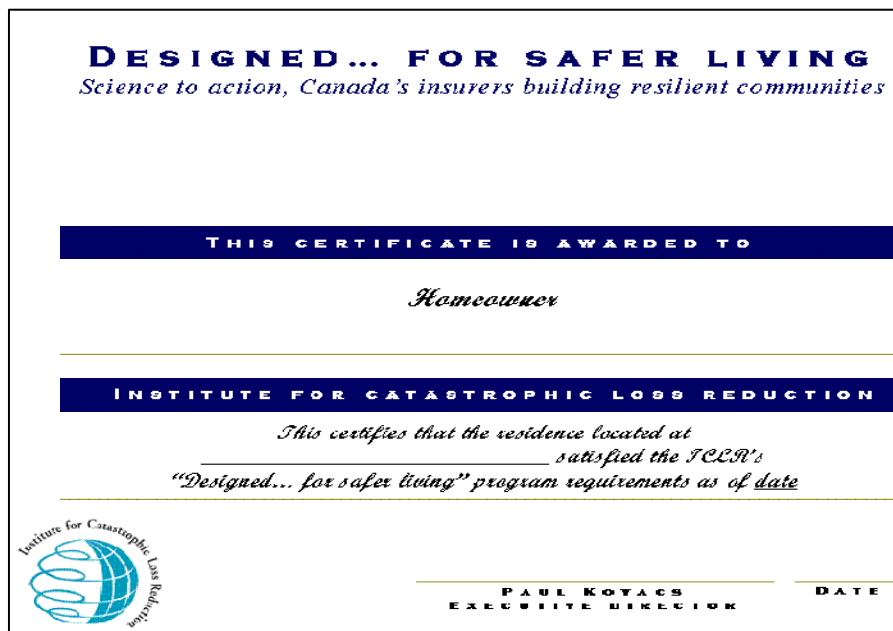 DESIGNED... FOR SAFER LIVING
Science to action, Canada's insurers building resilient communities
THIS CERTIFICATE IS AWARDED TO
Homeowner
INSTITUTE FOR CATASTROPHIC LOSS REDUCTION
This certifies that the residence located at
satisfied the ICLR's
"Designed... for safer living" program requirements as of date
Institute for Catastrophic Loss Reduction
PAUL KOVACS
DATE
EXECUTIVE DIRECTOR